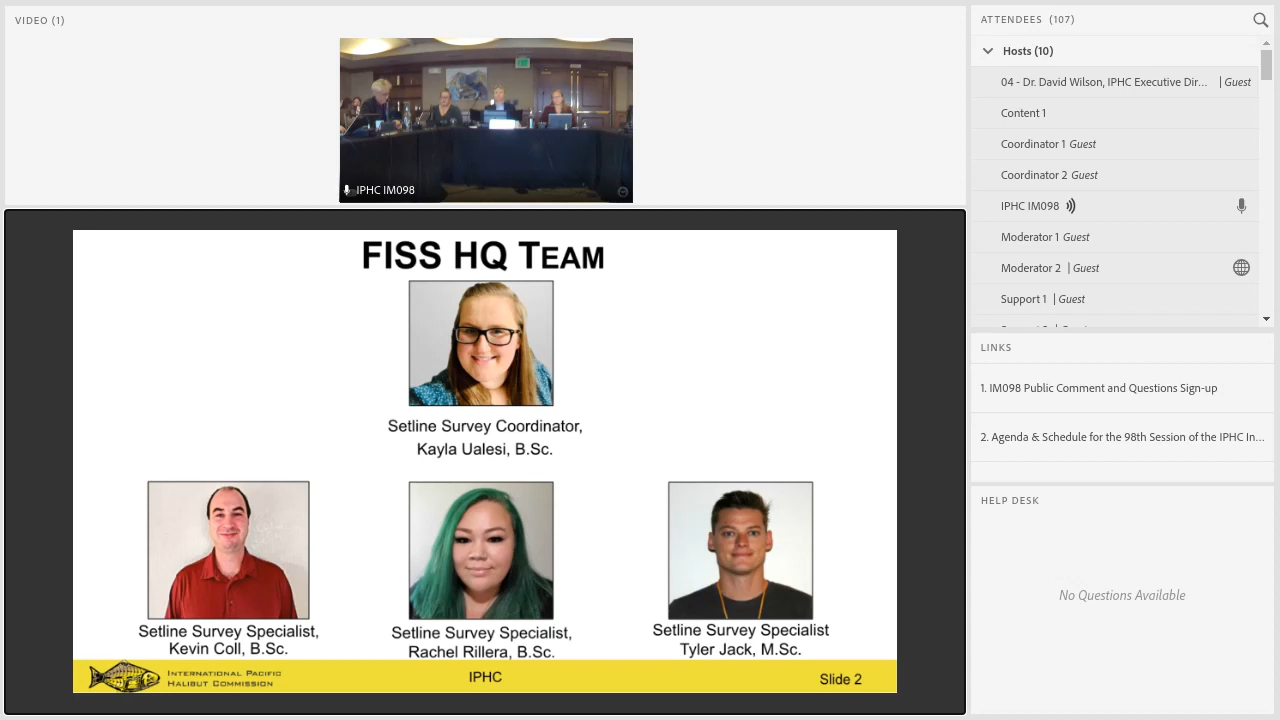 VIDEO (1)
IPHC IM098
FISS HQ TEAM
Setline Survey Coordinator,
Kayla Ualesi, B.Sc.
Setline Survey Specialist,
Kevin Coll, B.Sc.
Setline Survey Specialist,
Rachel Rillera, B.Sc.
Setline Survey Specialist
Tyler Jack, M.Sc.
INTERNATIONAL PACIFIC
HALIBUT COMMISSION
IPHC
Slide 2
ATTENDEES (107)
Hosts (10)
04 - Dr. David Wilson, IPHC Executive Dir... | Guest
Content 1
Coordinator 1 Guest
Coordinator 2 Guest
IPHC IM098
Moderator 1 Guest
Moderator 2 | Guest
Support 1 | Guest
LINKS
1. IM098 Public Comment and Questions Sign-up
2. Agenda & Schedule for the 98th Session of the IPHC In...
HELP DESK
No Questions Available